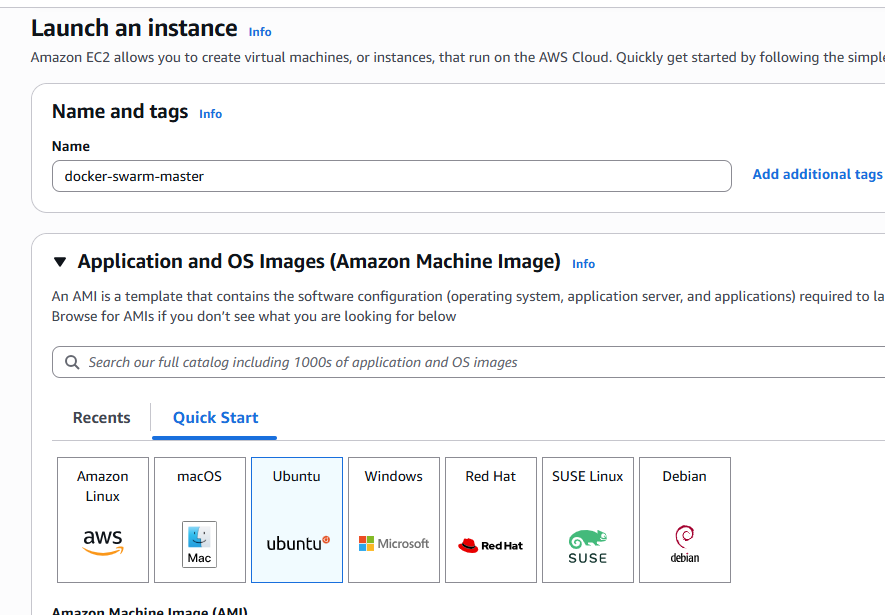 Launch an instance Info
Amazon EC2 allows you to create virtual machines, or instances, that run on the AWS Cloud. Quickly get started by following the simple
Name and tags Info
Name
docker-swarm-master
Add additional tags
Application and OS Images (Amazon Machine Image) Info
An AMI is a template that contains the software configuration (operating system, application server, and applications) required to la
Browse for AMIs if you don't see what you are looking for below
Search our full catalog including 1000s of application and OS images
Recents
Quick Start
Amazon
Linux
aws
macOS
Mac
Ubuntu
ubuntu
Windows
Microsoft
Red Hat
Red Hat
SUSE Linux
SUSE
Debian
debian
Amazon Machine Image (AMI)